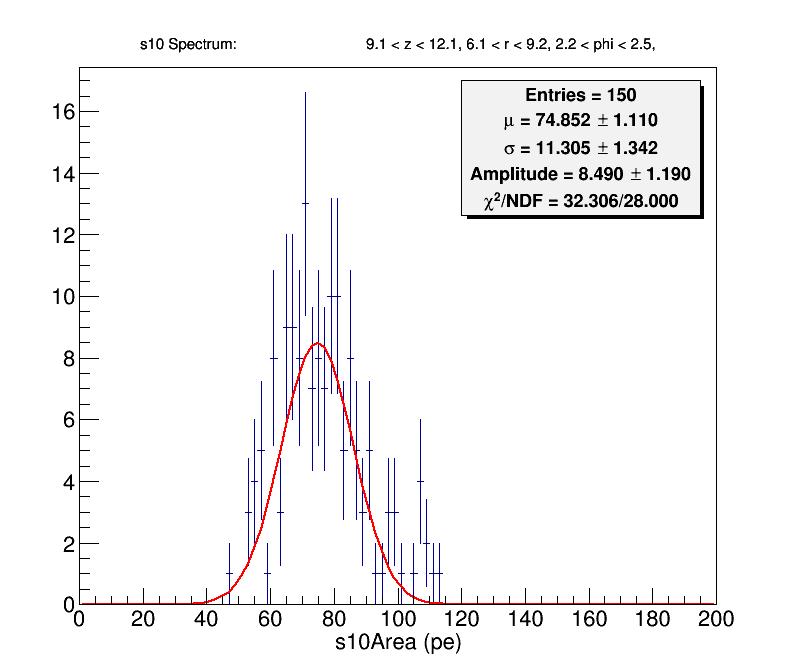 s10 Spectrum: 9.1 < z < 12.1, 6.1 < r < 9.2, 2.2 < phi < 2.5,
Entries = 150
μ = 74.852 ± 1.110
σ = 11.305 ± 1.342
Amplitude = 8.490 ± 1.190
χ²/NDF = 32.306/28.000
16
14
12
10
8
6
4
2
0
0 20 40 60 80 100 120 140 160 180 200
s10Area (pe)